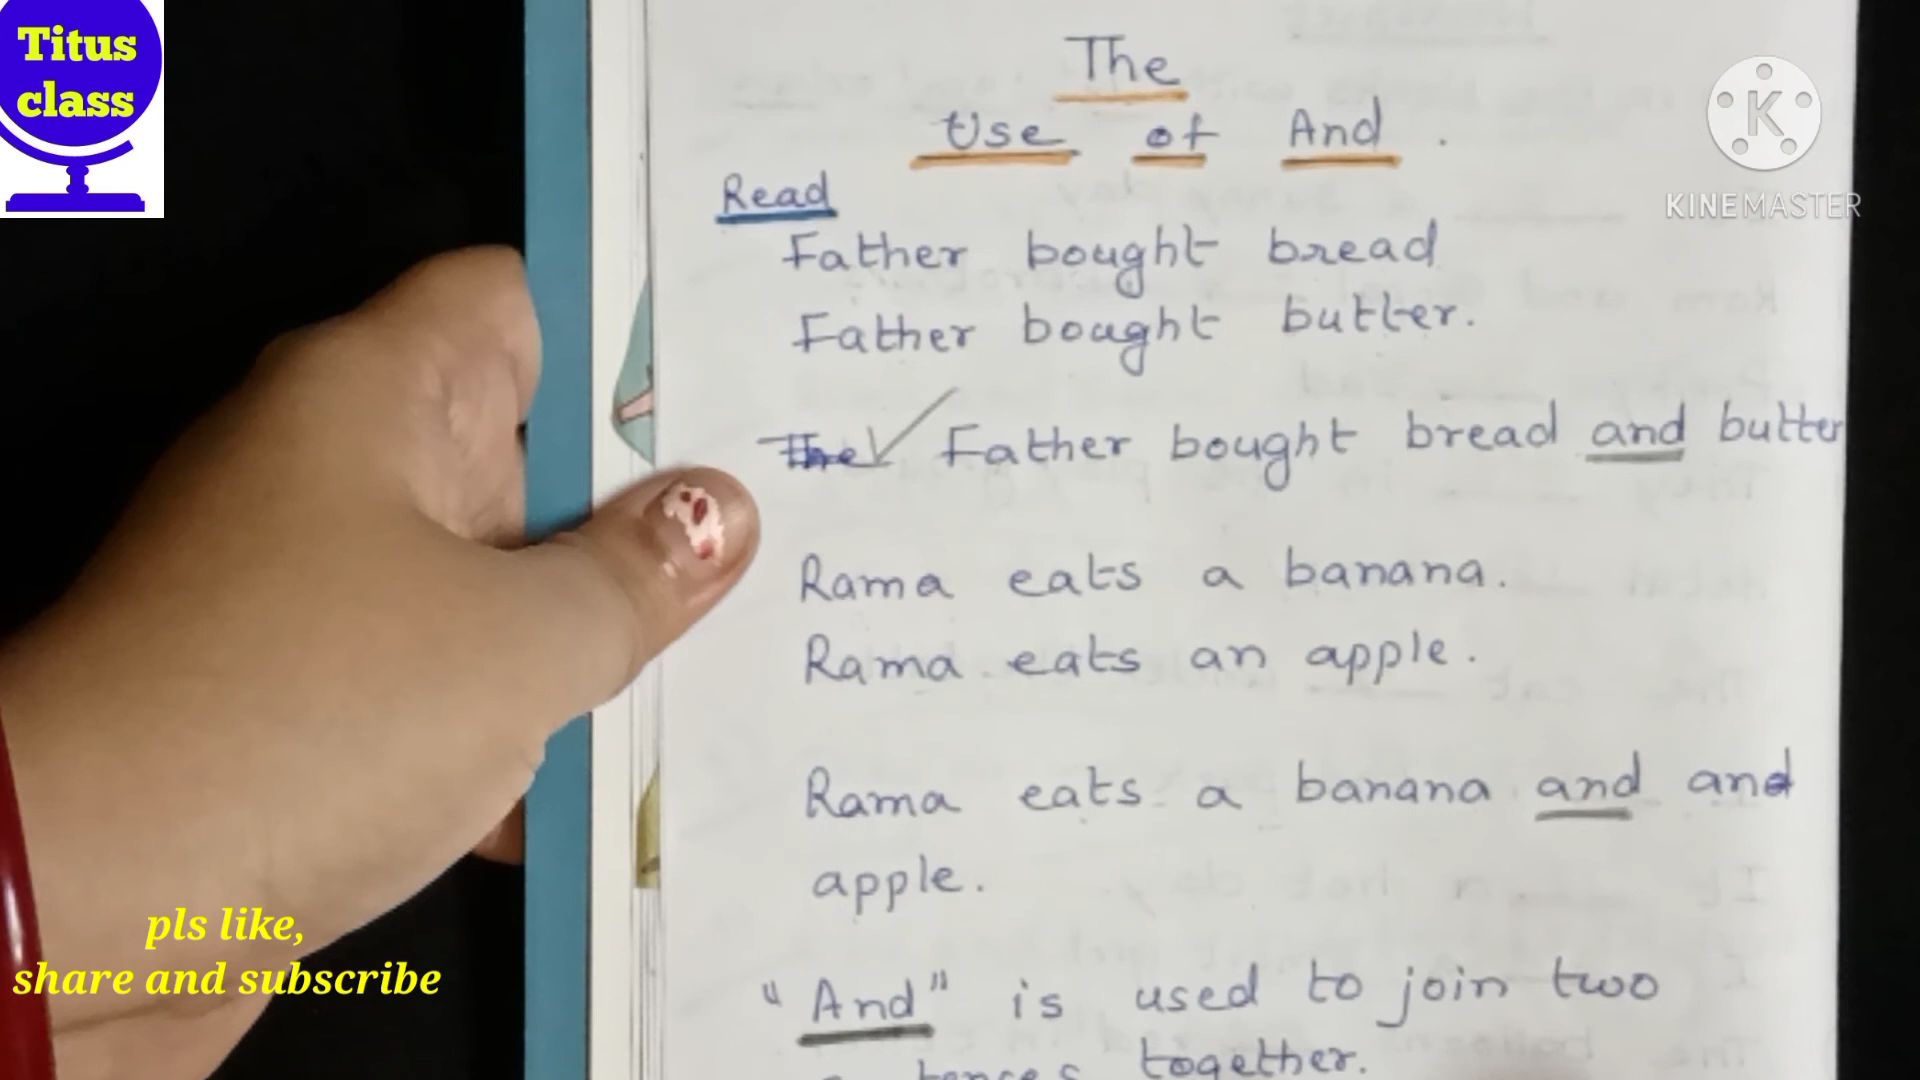 Titus
class
KINEMASTER
The
Use of And.
Read
Father bought bread
Father bought butter.
The Father bought bread and butter
Rama eats a banana.
Rama eats an apple.
Rama eats a banana and and
apple.
"And" is used to join two
together.
pls like,
share and subscribe